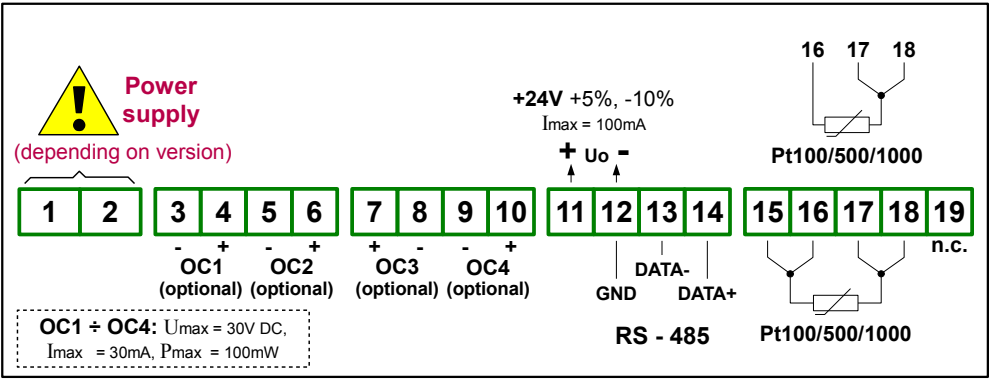 16 17 18
Power
supply
(depending on version)
+24V +5%, -10%
Imax = 100mA
+ Uo -
Pt100/500/1000
1 2 3 4 5 6 7 8 9 10 11 12 13 14 15 16 17 18 19
- + - + + - - + n.c.
OC1 OC2 OC3 OC4
(optional) (optional) (optional) (optional)
DATA-
GND DATA+
RS - 485
Pt100/500/1000
OC1 ÷ OC4: Umax = 30V DC,
Imax = 30mA, Pmax = 100mW